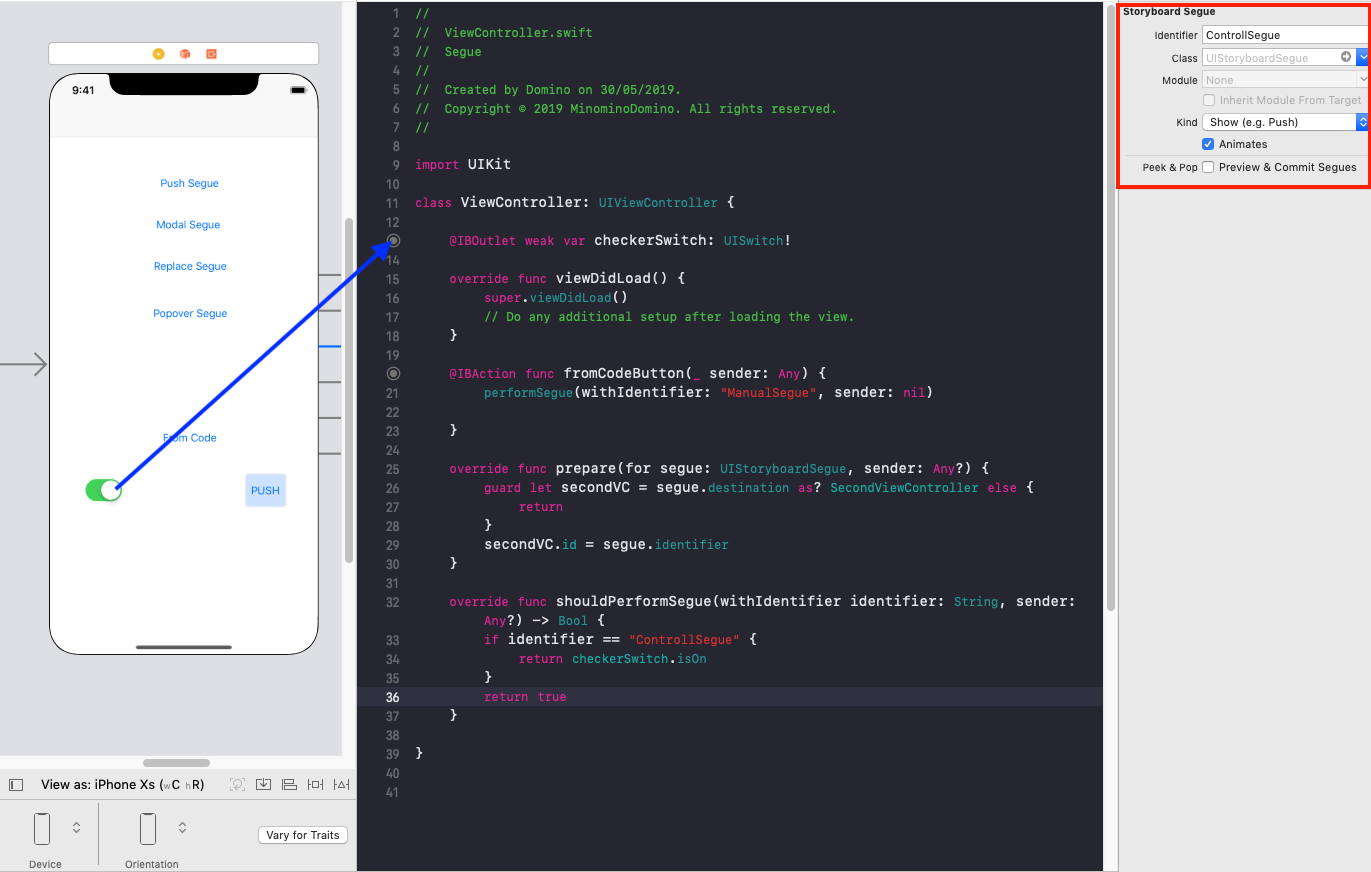 9:41
Push Segue
Modal Segue
Replace Segue
Popover Segue
From Code
PUSH
View as: iPhone Xs (wC hR)
Device
Orientation
Vary for Traits
1 //
2 //  ViewController.swift
3 //  Segue
4 //
5 //  Created by Domino on 30/05/2019.
6 //  Copyright © 2019 MinominoDomino. All rights reserved.
7 //
8
9 import UIKit
10
11 class ViewController: UIViewController {
12
@IBOutlet weak var checkerSwitch: UISwitch!
14
15 override func viewDidLoad() {
16 super.viewDidLoad()
17 // Do any additional setup after loading the view.
18 }
19
@IBAction func fromCodeButton(_ sender: Any) {
21 performSegue(withIdentifier: "ManualSegue", sender: nil)
22
23 }
24
25 override func prepare(for segue: UIStoryboardSegue, sender: Any?) {
26 guard let secondVC = segue.destination as? SecondViewController else {
27 return
28 }
29 secondVC.id = segue.identifier
30 }
31
32 override func shouldPerformSegue(withIdentifier identifier: String, sender:
Any?) -> Bool {
33 if identifier == "ControllSegue" {
34 return checkerSwitch.isOn
35 }
36 return true
37 }
38
39 }
40
41
Storyboard Segue
Identifier ControllSegue
Class UIStoryboardSegue
Module None
Inherit Module From Target
Kind Show (e.g. Push)
Animates
Peek & Pop Preview & Commit Segues